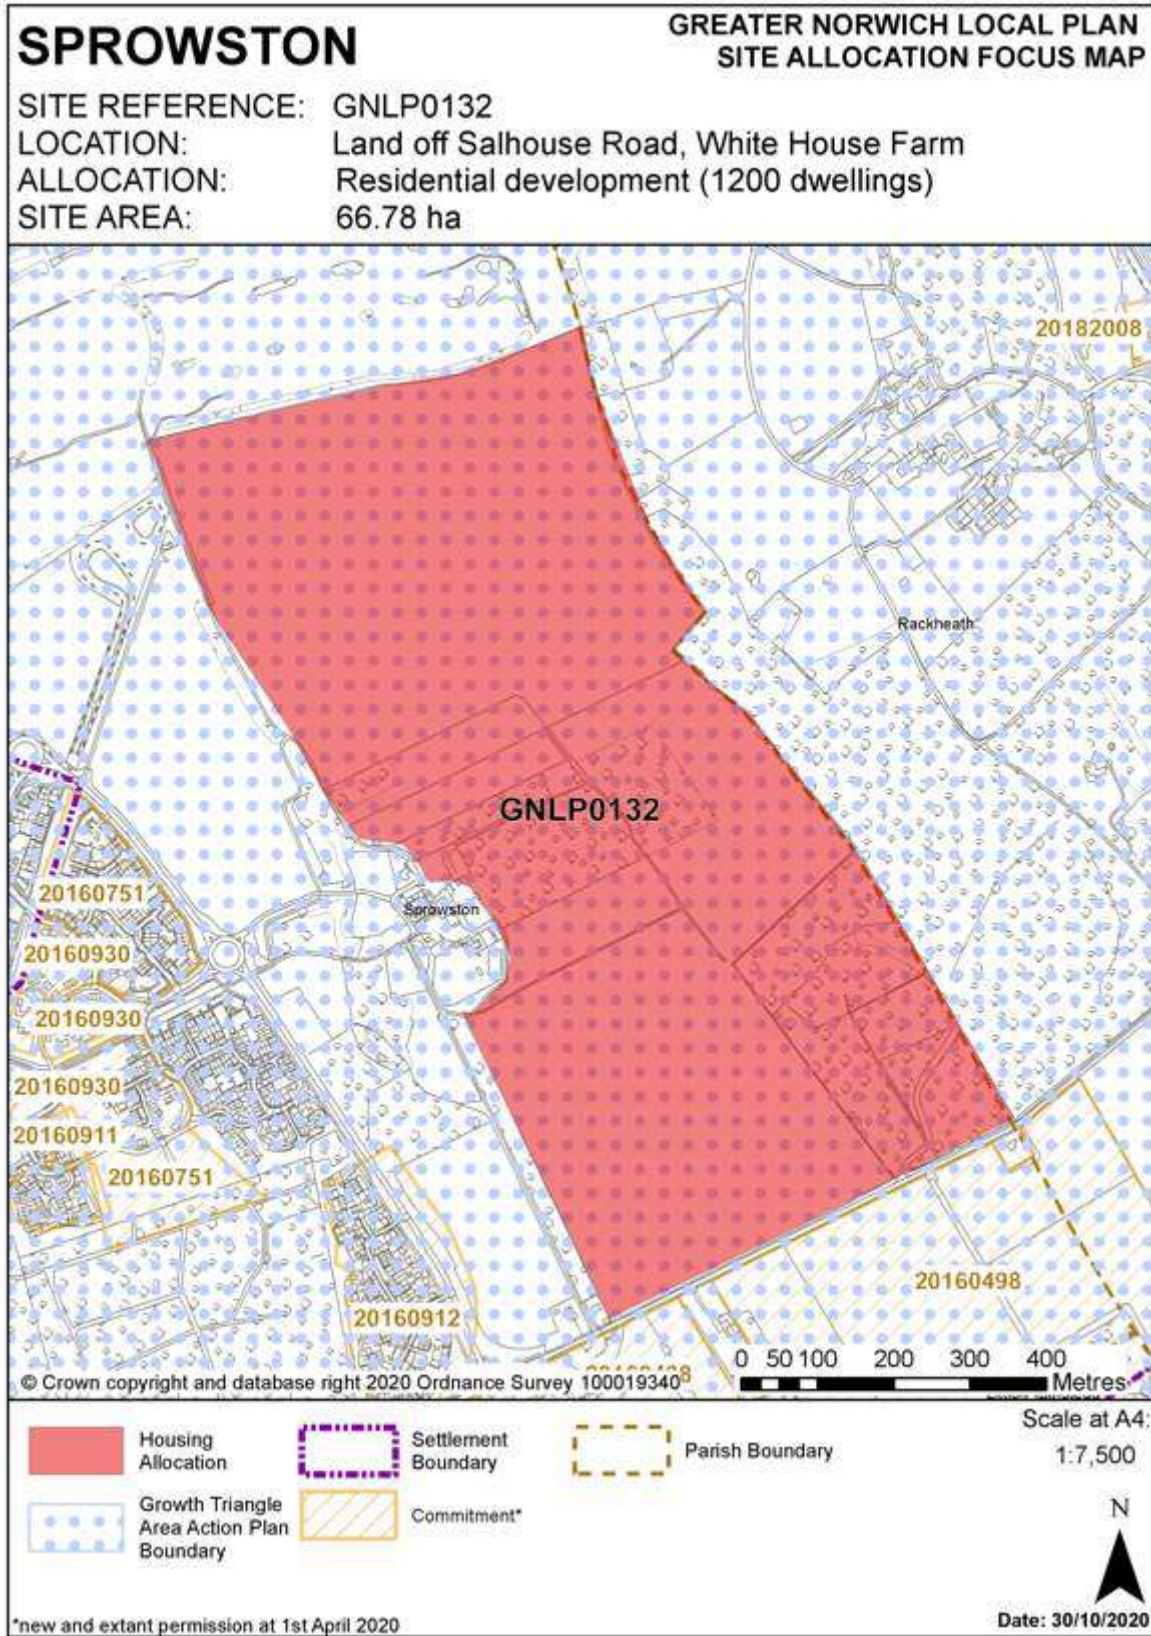 SPROWSTON
GREATER NORWICH LOCAL PLAN
SITE ALLOCATION FOCUS MAP
SITE REFERENCE: GNLP0132
LOCATION: Land off Salhouse Road, White House Farm
ALLOCATION: Residential development (1200 dwellings)
SITE AREA: 66.78 ha
20182008
Rackheath
GNLP0132
20160751
Sprowston
20160930
20160930
20160930
20160911
20160751
20160498
20160912
0 50 100 200 300 400
© Crown copyright and database right 2020 Ordnance Survey 100019340
Metres
Housing
Allocation
Settlement
Boundary
Parish Boundary
Scale at A4:
1:7,500
Growth Triangle
Area Action Plan
Boundary
Commitment*
N
*new and extant permission at 1st April 2020
Date: 30/10/2020